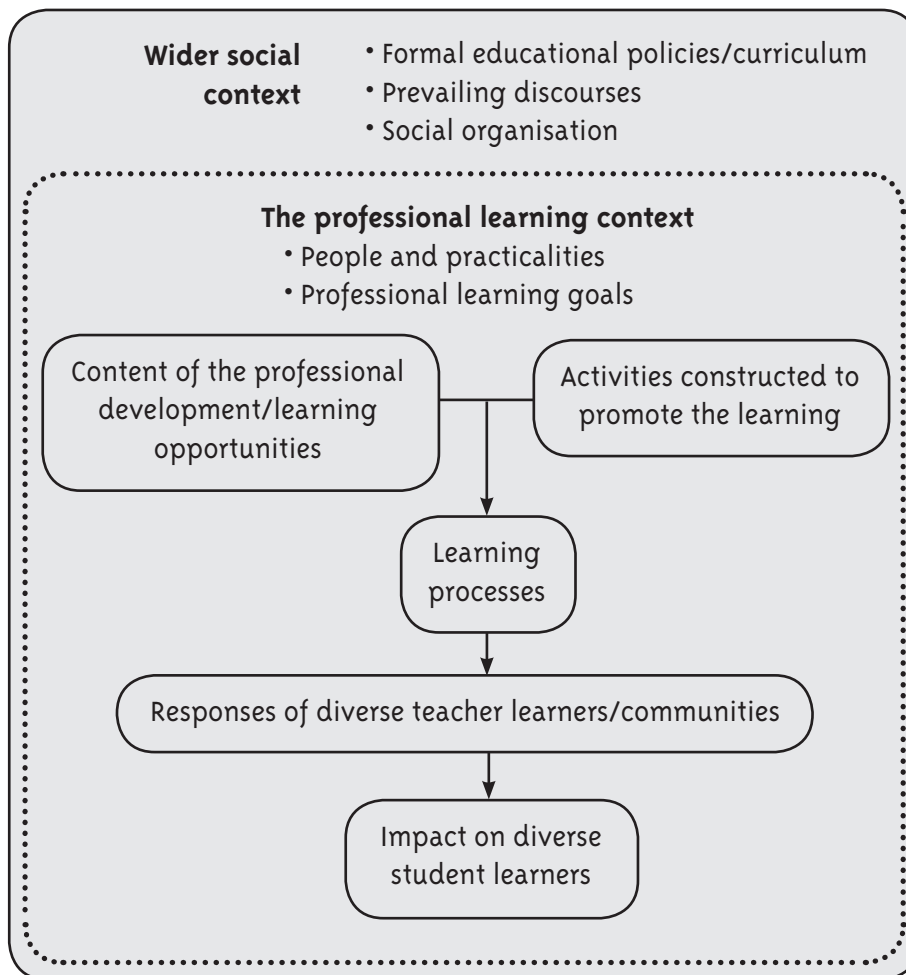 Wider social
context
• Formal educational policies/curriculum
• Prevailing discourses
• Social organisation
The professional learning context
• People and practicalities
• Professional learning goals
Content of the professional
development/learning
opportunities
Activities constructed to
promote the learning
Learning
processes
Responses of diverse teacher learners/communities
Impact on diverse
student learners